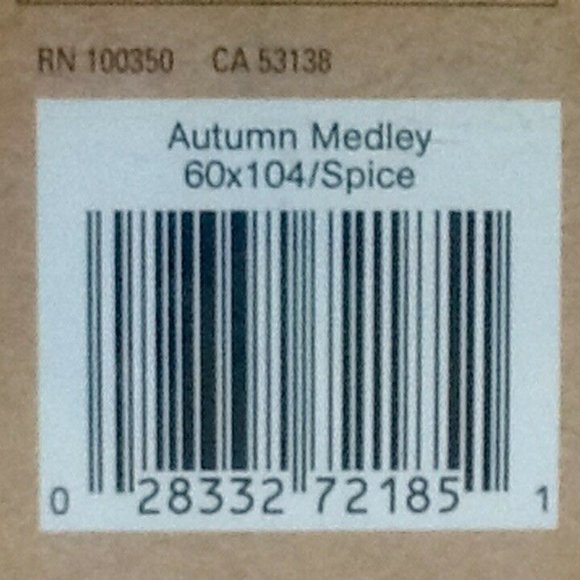 RN 100350 CA 53138
Autumn Medley
60x104/Spice
0 28332 72185 1